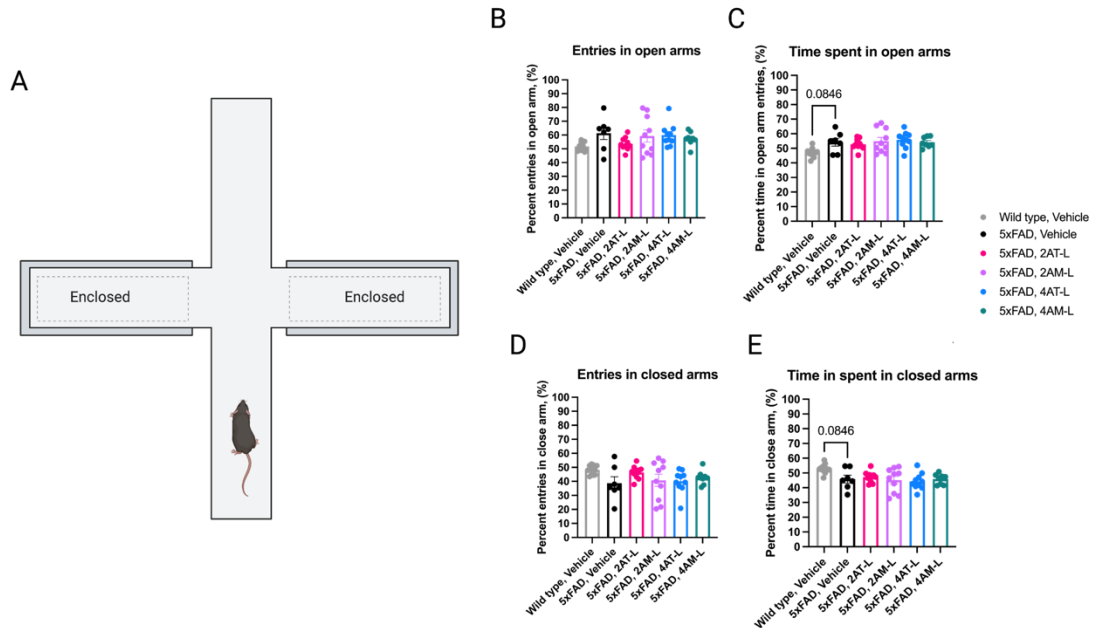 A
Enclosed
Enclosed
B
Entries in open arms
Percent entries in open arm, (%)
100
90
80
70
60
50
40
30
20
10
0
Wild type, Vehicle
5xFAD, Vehicle
5xFAD, 2AT-L
5xFAD, 2AM-L
5xFAD, 4AT-L
5xFAD, 4AM-L
C
Time spent in open arms
Percent time in open arm entries, (%)
100
90
80
70
60
50
40
30
20
10
0
0.0846
Wild type, Vehicle
5xFAD, Vehicle
5xFAD, 2AT-L
5xFAD, 2AM-L
5xFAD, 4AT-L
5xFAD, 4AM-L
Wild type, Vehicle
5xFAD, Vehicle
5xFAD, 2AT-L
5xFAD, 2AM-L
5xFAD, 4AT-L
5xFAD, 4AM-L
D
Entries in closed arms
Percent entries in close arm, (%)
100
90
80
70
60
50
40
30
20
10
0
Wild type, Vehicle
5xFAD, Vehicle
5xFAD, 2AT-L
5xFAD, 2AM-L
5xFAD, 4AT-L
5xFAD, 4AM-L
E
Time in spent in closed arms
Percent time in close arm, (%)
100
90
80
70
60
50
40
30
20
10
0
0.0846
Wild type, Vehicle
5xFAD, Vehicle
5xFAD, 2AT-L
5xFAD, 2AM-L
5xFAD, 4AT-L
5xFAD, 4AM-L